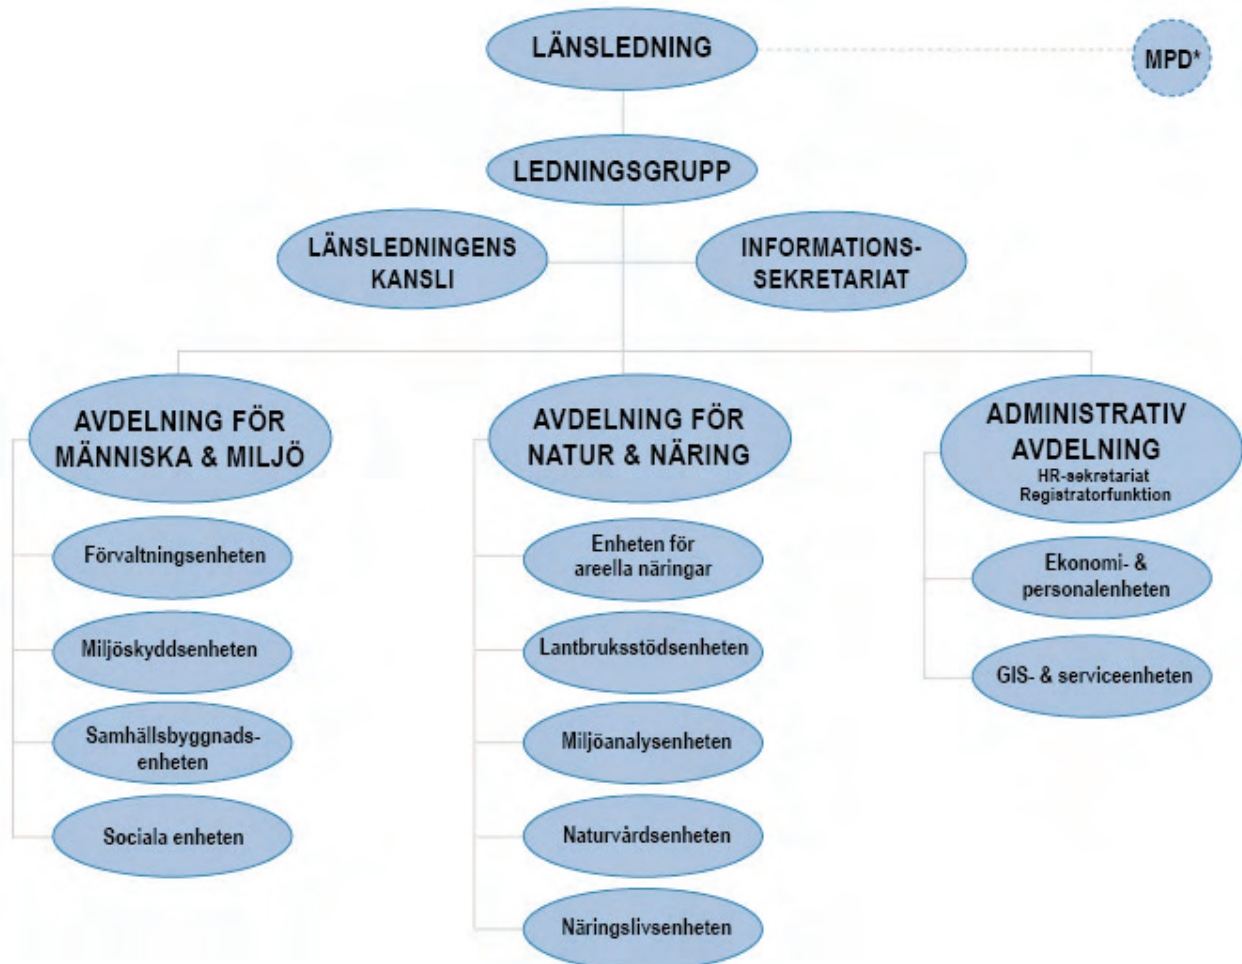 LÄNSLEDNING
MPD*
LEDNINGSGRUPP
LÄNSLEDNINGENS
KANSLI
INFORMATIONS-
SEKRETARIAT
AVDELNING FÖR
MÄNNISKA & MILJÖ
Förvaltningsenheten
Miljöskyddsenheten
Samhällsbyggnads-
enheten
Sociala enheten
AVDELNING FÖR
NATUR & NÄRING
Enheten för
areella näringar
Lantbruksstödsenheten
Miljöanalysenheten
Naturvårdsenheten
Näringslivsenheten
ADMINISTRATIV
AVDELNING
HR-sekretariat
Registratorfunktion
Ekonomi- &
personalenheten
GIS- & serviceenheten